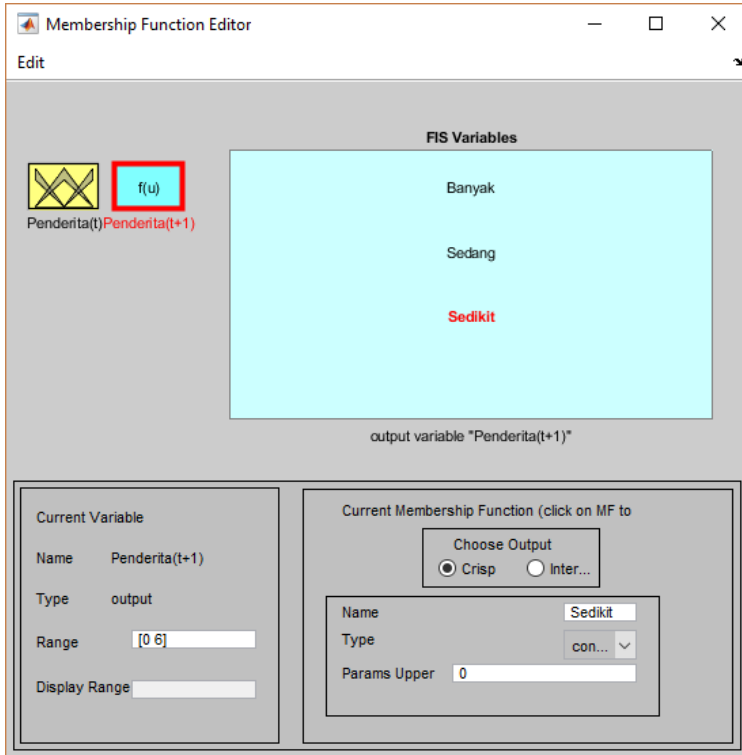 Membership Function Editor
Edit
FIS Variables
f(u)
Penderita(t)Penderita(t+1)
Banyak
Sedang
Sedikit
output variable "Penderita(t+1)"
Current Variable
Name Penderita(t+1)
Type output
Range [0 6]
Display Range
Current Membership Function (click on MF to
Choose Output
Crisp Inter...
Name Sedikit
Type con...
Params Upper 0